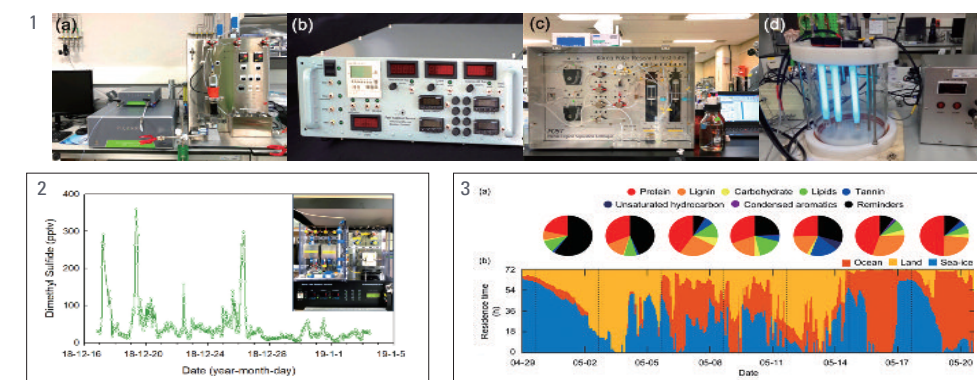 1
(a)
(b)
(c)
(d)
2
400
300
200
100
0
Dimethyl Sulfide (pptv)
18-12-16
18-12-20
18-12-24
18-12-28
19-1-1
19-1-5
Date (year-month-day)
3
(a)
Protein Lignin Carbohydrate Lipids Tannin
Unsaturated hydrocarbon Condensed aromatics Reminders
(b)
Ocean Land Sea-ice
72
54
36
18
0
Residence time
(h)
04-29
05-02
05-05
05-08
05-11
05-14
05-17
05-20
Date